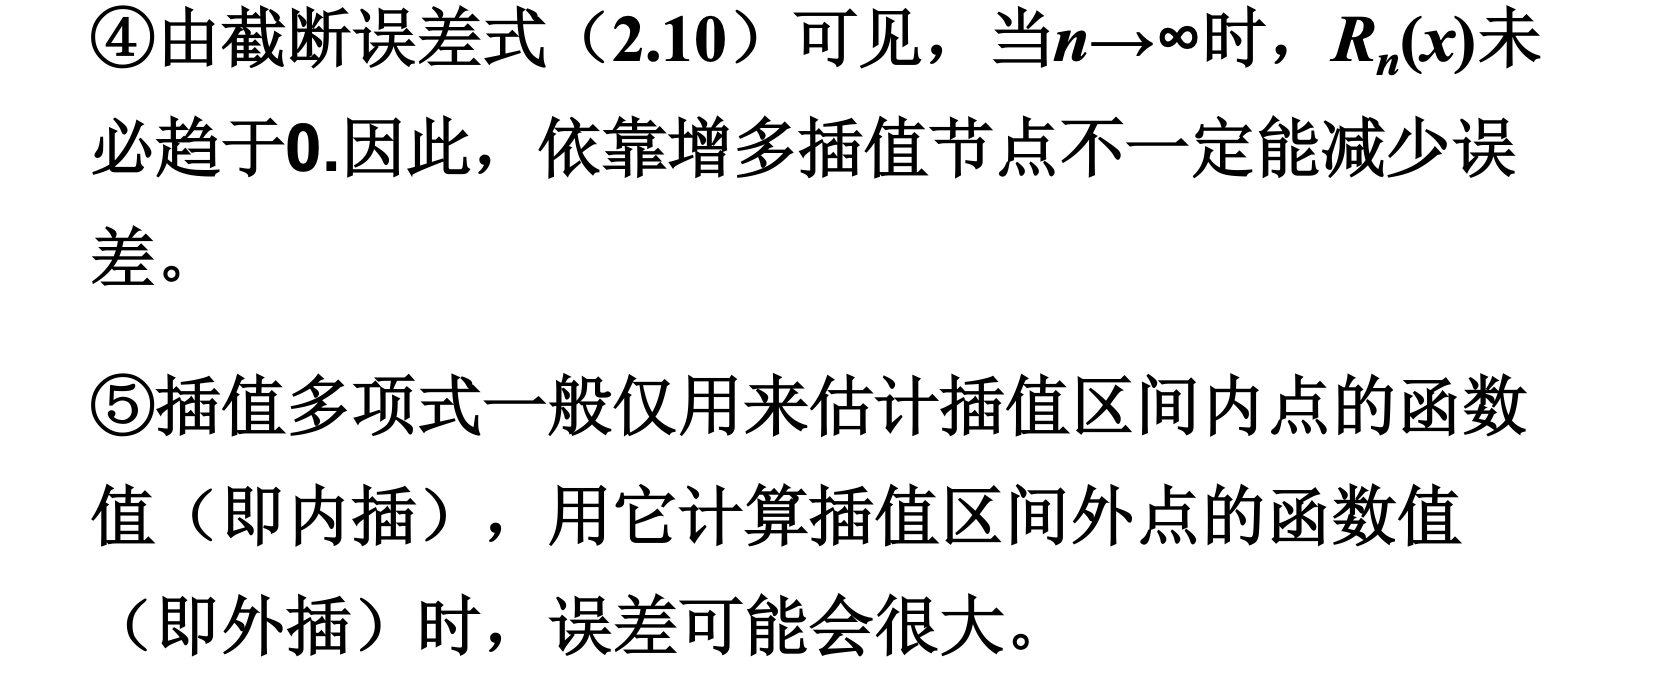 ④由截断误差式（2.10）可见，当n→∞时，Rn(x)未
必趋于0.因此，依靠增多插值节点不一定能减少误
差。
⑤插值多项式一般仅用来估计插值区间内点的函数
值（即内插），用它计算插值区间外点的函数值
（即外插）时，误差可能会很大。